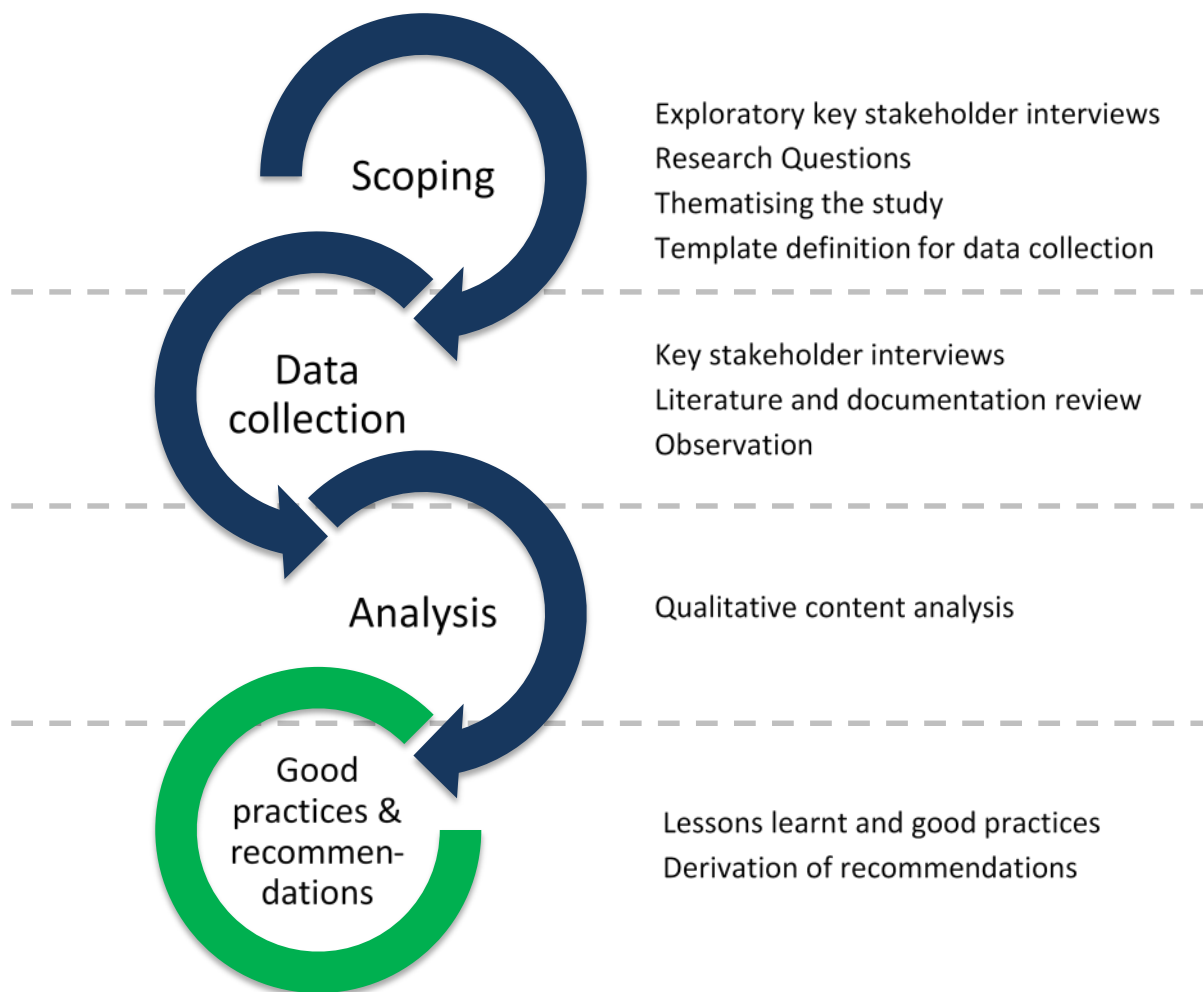 Scoping
Exploratory key stakeholder interviews
Research Questions
Thematising the study
Template definition for data collection
Data
collection
Key stakeholder interviews
Literature and documentation review
Observation
Analysis
Qualitative content analysis
Good
practices &
recommen-
dations
Lessons learnt and good practices
Derivation of recommendations